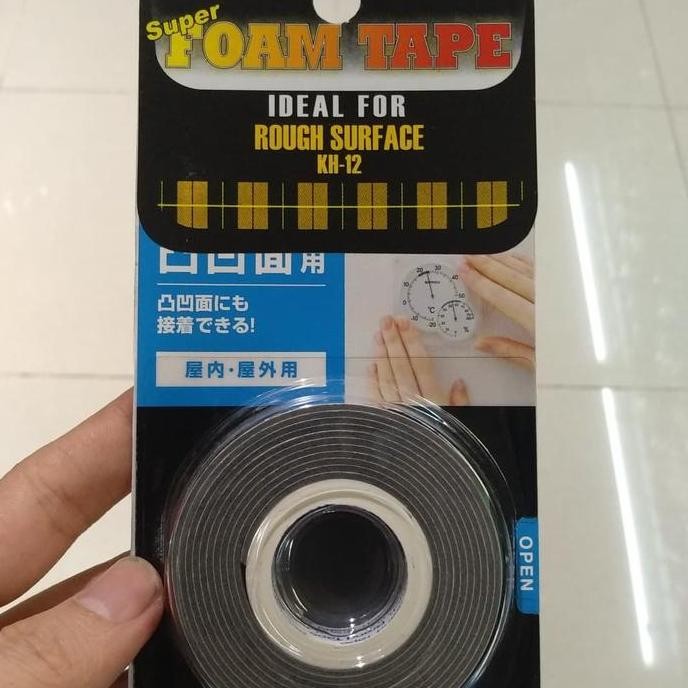 Super
FOAM TAPE
IDEAL FOR
ROUGH SURFACE
KH-12
凸凹面用
凸凹面にも
接着できる!
屋内・屋外用
℃
OPEN